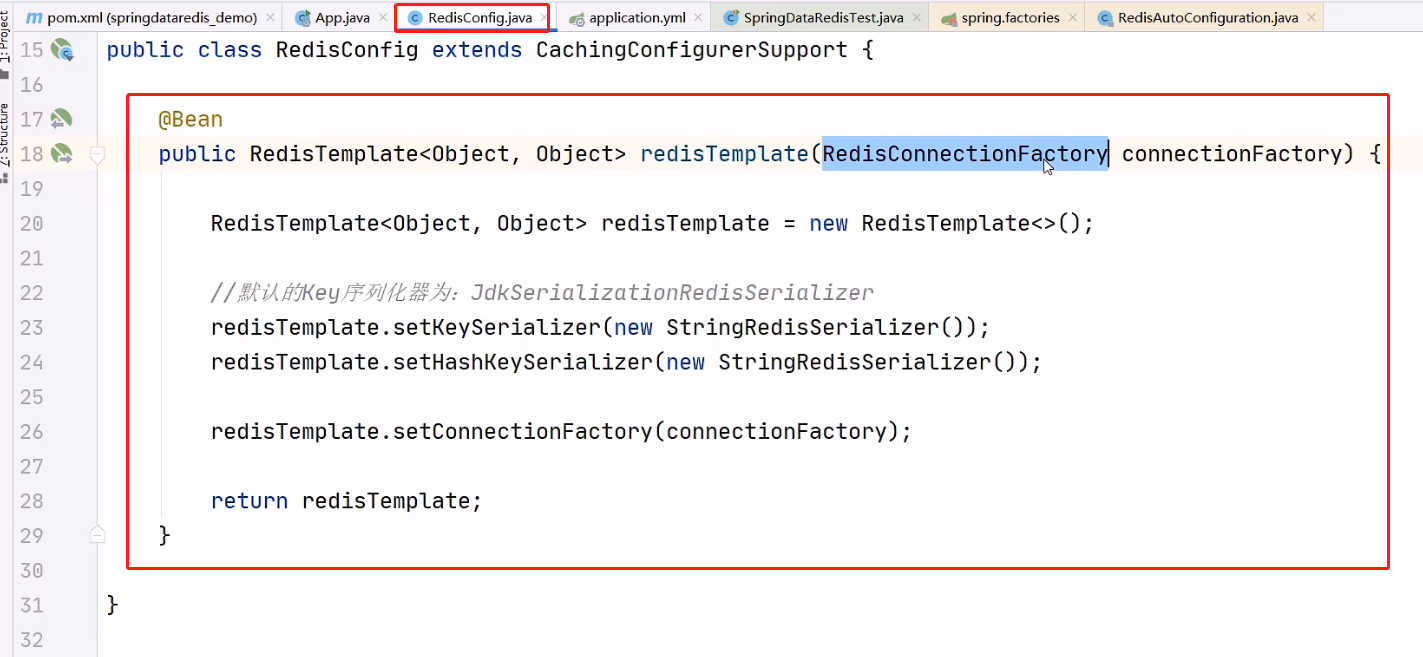 pom.xml (springdataredis_demo) App.java RedisConfig.java application.yml SpringDataRedisTest.java spring.factories RedisAutoConfiguration.java
1: Project
Z: Structure
15 public class RedisConfig extends CachingConfigurerSupport {
16
17 @Bean
18 public RedisTemplate<Object, Object> redisTemplate(RedisConnectionFactory connectionFactory) {
19
20 RedisTemplate<Object, Object> redisTemplate = new RedisTemplate<>();
21
22 //默认的Key序列化器为：JdkSerializationRedisSerializer
23 redisTemplate.setKeySerializer(new StringRedisSerializer());
24 redisTemplate.setHashKeySerializer(new StringRedisSerializer());
25
26 redisTemplate.setConnectionFactory(connectionFactory);
27
28 return redisTemplate;
29 }
30
31 }
32